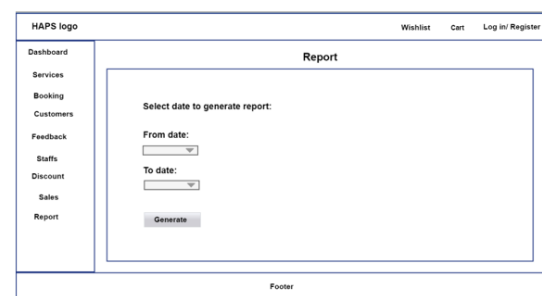 HAPS logo
Wishlist Cart Log in/ Register
Dashboard
Services
Booking
Customers
Feedback
Staffs
Discount
Sales
Report
Report
Select date to generate report:
From date:
To date:
Generate
Footer